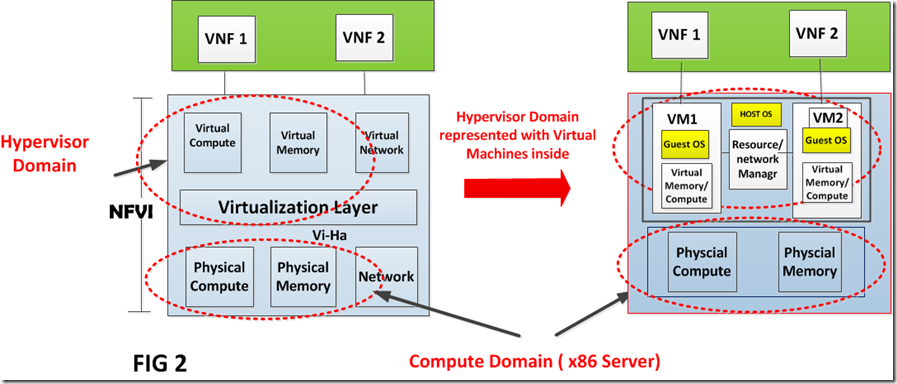 VNF 1
VNF 2
Hypervisor
Domain
NFVI
Virtual
Compute
Virtual
Memory
Virtual
Network
Virtualization Layer
Vi-Ha
Physical
Compute
Physical
Memory
Network
Hypervisor Domain
represented with Virtual
Machines inside
VNF 1
VNF 2
VM1
Guest OS
Virtual
Memory/
Compute
HOST OS
Resource/
network
Managr
VM2
Guest OS
Virtual
Memory/
Compute
Physcial
Compute
Physcial
Memory
FIG 2
Compute Domain ( x86 Server)